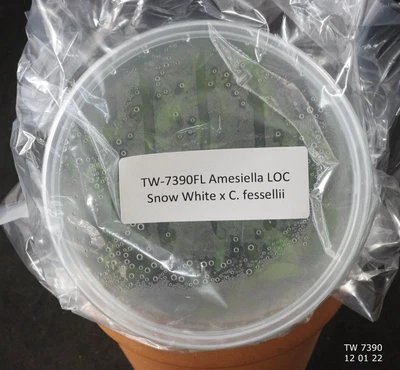 TW-7390FL Amesiella LOC
Snow White x C. fessellii
TW 7390
12 01 22